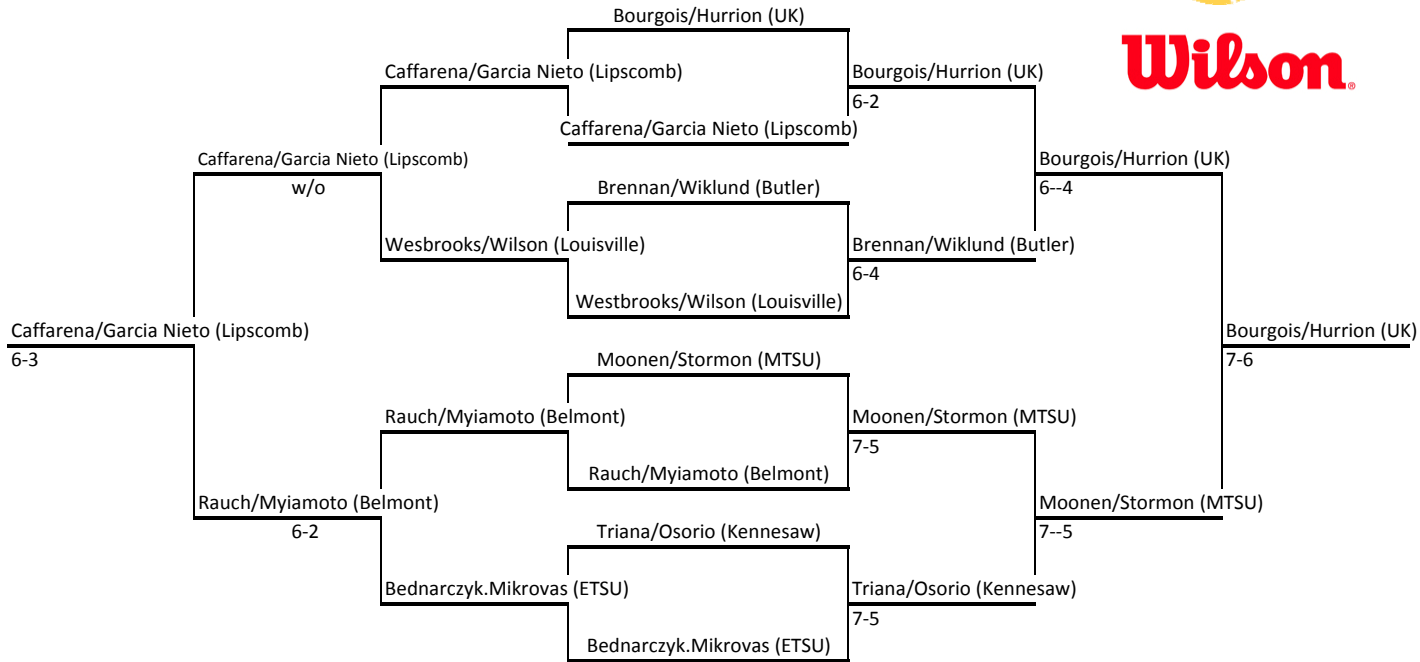 Bourgois/Hurrion (UK)
Wilson®
Caffarena/Garcia Nieto (Lipscomb)
Bourgois/Hurrion (UK)
6-2
Caffarena/Garcia Nieto (Lipscomb)
Caffarena/Garcia Nieto (Lipscomb)
Bourgois/Hurrion (UK)
w/o
Brennan/Wiklund (Butler)
6--4
Wesbrooks/Wilson (Louisville)
Brennan/Wiklund (Butler)
6-4
Westbrooks/Wilson (Louisville)
Caffarena/Garcia Nieto (Lipscomb)
Bourgois/Hurrion (UK)
6-3
Moonen/Stormon (MTSU)
7-6
Rauch/Myiamoto (Belmont)
Moonen/Stormon (MTSU)
7-5
Rauch/Myiamoto (Belmont)
Rauch/Myiamoto (Belmont)
Moonen/Stormon (MTSU)
6-2
Triana/Osorio (Kennesaw)
7--5
Bednarczyk.Mikrovas (ETSU)
Triana/Osorio (Kennesaw)
7-5
Bednarczyk.Mikrovas (ETSU)